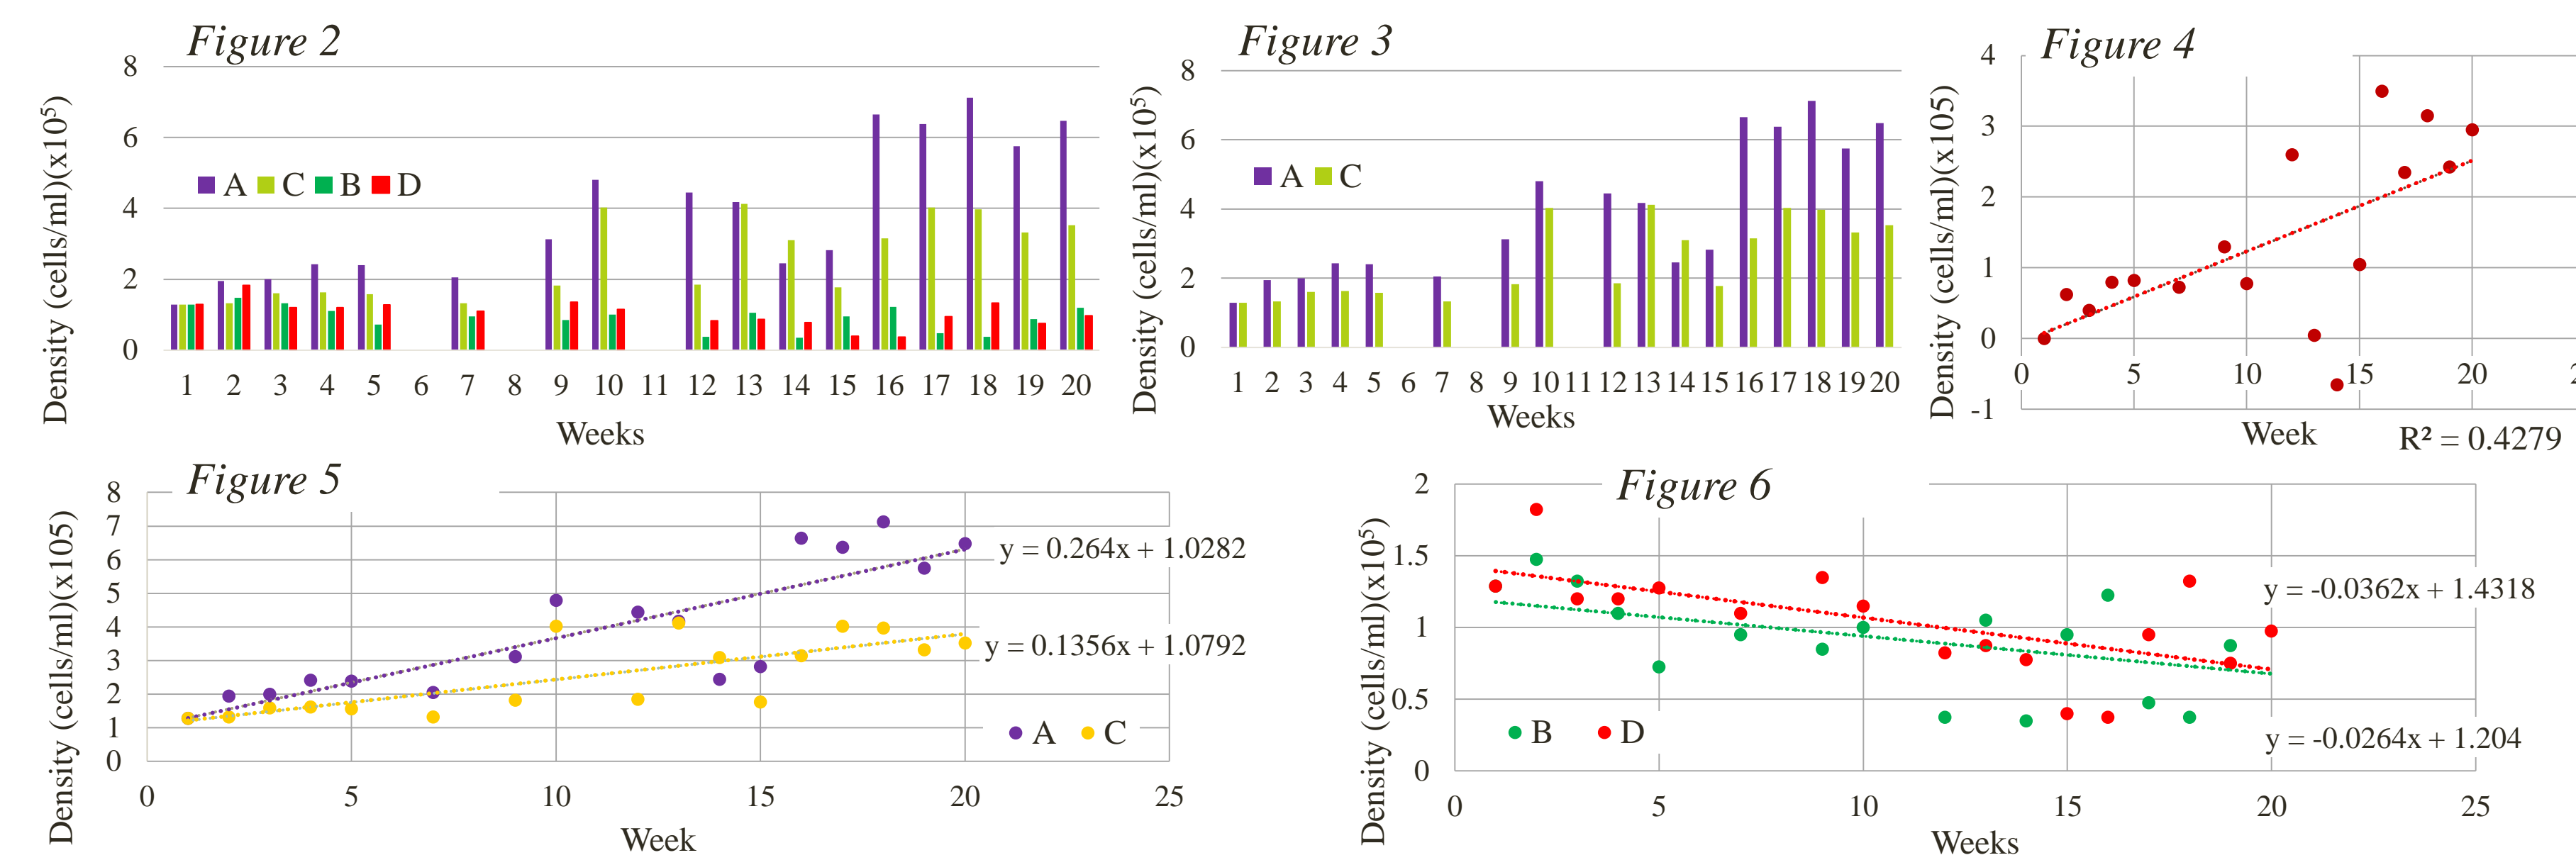 Figure 2
8
6
4
2
0
Density (cells/ml)(x10⁵)
A C B D
1 2 3 4 5 6 7 8 9 10 11 12 13 14 15 16 17 18 19 20
Weeks
Figure 3
8
6
4
2
0
Density (cells/ml)(x10⁵)
A C
1 2 3 4 5 6 7 8 9 10 11 12 13 14 15 16 17 18 19 20
Weeks
Figure 4
4
3
2
1
0
-1
Density (cells/ml)(x105)
0 5 10 15 20
Week
R² = 0.4279
Figure 5
8
7
6
5
4
3
2
1
0
Density (cells/ml)(x105)
y = 0.264x + 1.0282
y = 0.1356x + 1.0792
A C
0 5 10 15 20 25
Week
Figure 6
2
1.5
1
0.5
0
Density (cells/ml)(x10⁵)
y = -0.0362x + 1.4318
B D
y = -0.0264x + 1.204
0 5 10 15 20 25
Weeks